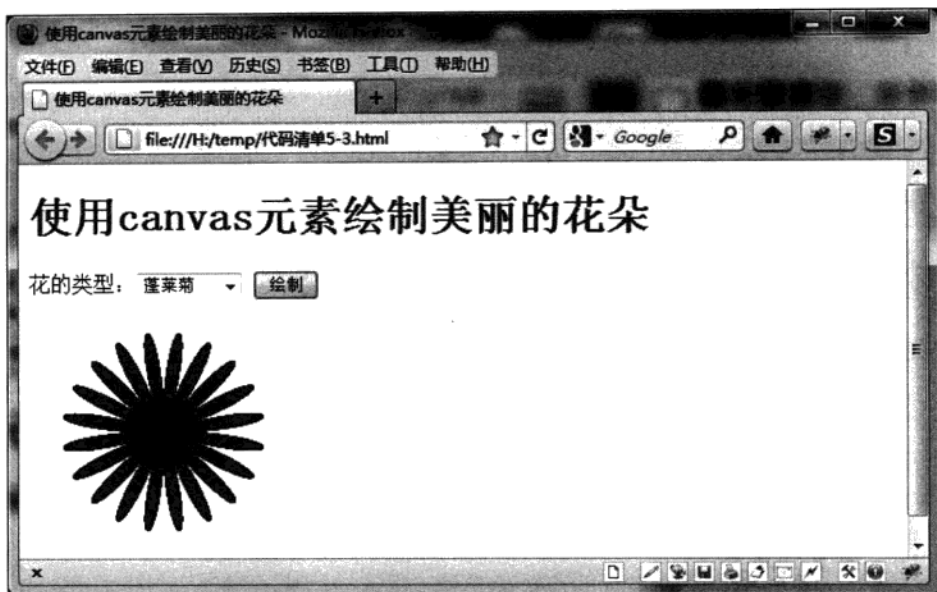 使用canvas元素绘制美丽的花朵 - Mozilla Firefox
文件(F) 编辑(E) 查看(V) 历史(S) 书签(B) 工具(T) 帮助(H)
使用canvas元素绘制美丽的花朵 +
file:///H:/temp/代码清单5-3.html Google
使用canvas元素绘制美丽的花朵
花的类型: 蓬莱菊 绘制